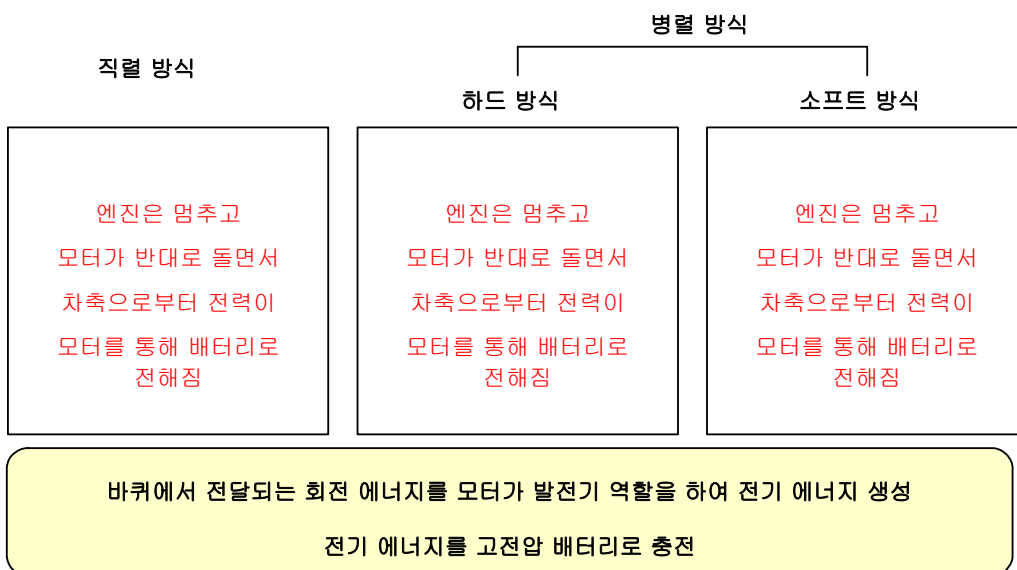 병렬 방식
직렬 방식
하드 방식
소프트 방식
엔진은 멈추고
모터가 반대로 돌면서
차축으로부터 전력이
모터를 통해 배터리로
전해짐
엔진은 멈추고
모터가 반대로 돌면서
차축으로부터 전력이
모터를 통해 배터리로
전해짐
엔진은 멈추고
모터가 반대로 돌면서
차축으로부터 전력이
모터를 통해 배터리로
전해짐
바퀴에서 전달되는 회전 에너지를 모터가 발전기 역할을 하여 전기 에너지 생성
전기 에너지를 고전압 배터리로 충전